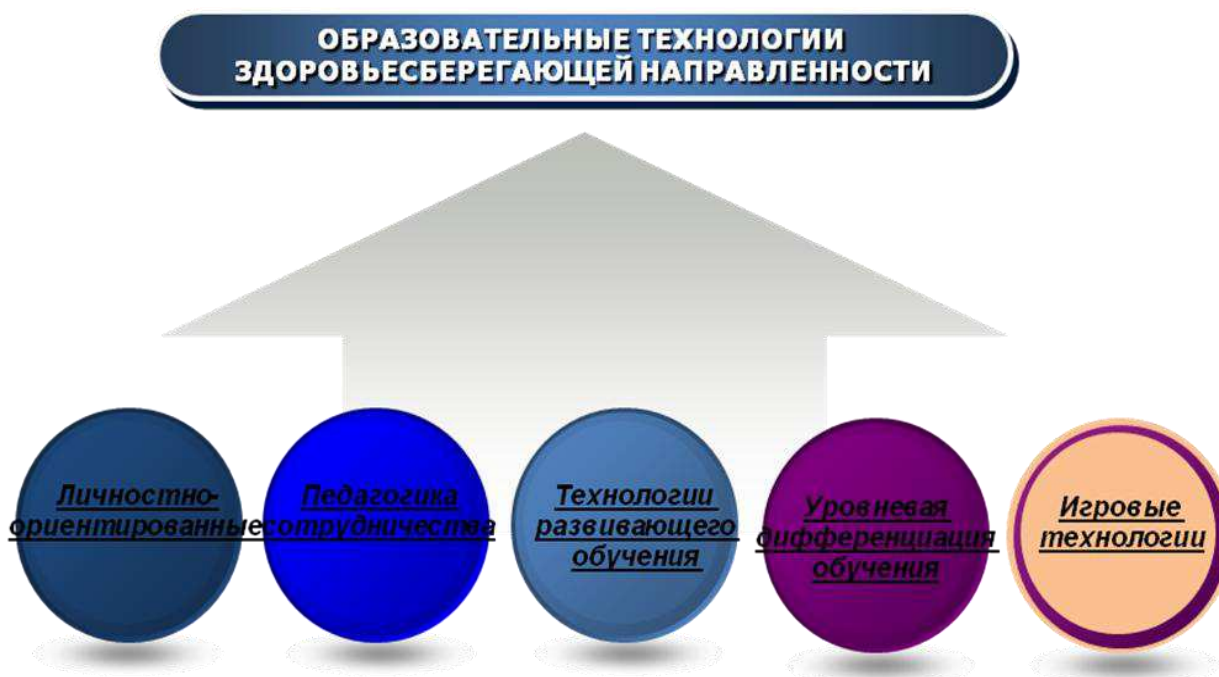 ОБРАЗОВАТЕЛЬНЫЕ ТЕХНОЛОГИИ
ЗДОРОВЬЕСБЕРЕГАЮЩЕЙ НАПРАВЛЕННОСТИ
Личностно-
ориентированные
Педагогика
сотрудничества
Технологии
развивающего
обучения
Уровневая
дифференциация
обучения
Игровые
технологии